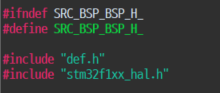 #ifndef SRC_BSP_BSP_H_
#define SRC_BSP_BSP_H_
#include "def.h"
#include "stm32f1xx_hal.h"